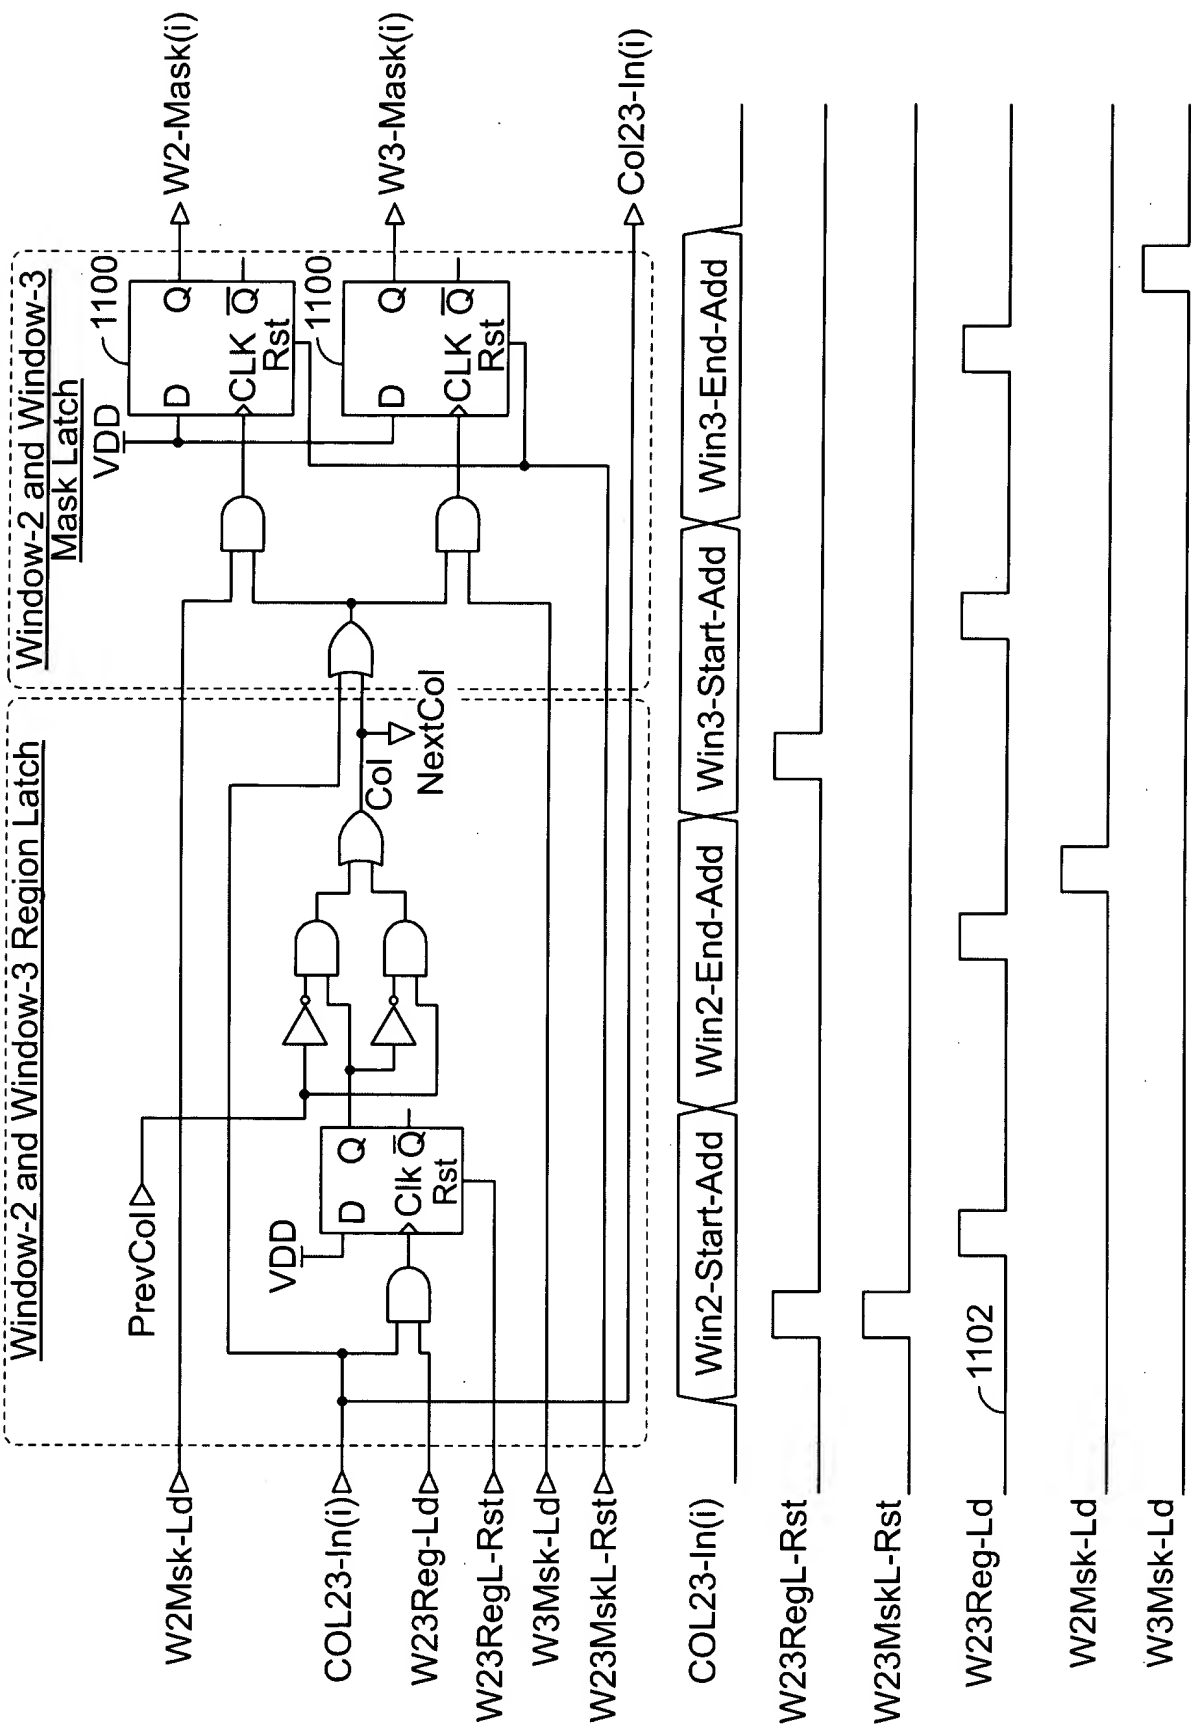 Window-2 and Window-3 Region Latch
Window-2 and Window-3
Mask Latch
W2Msk-Ld
PrevCol
COL23-In(i)
W23Reg-Ld
W23RegL-Rst
W3Msk-Ld
W23MskL-Rst
VDD
D
Q
Clk
Q
Rst
Col
NextCol
VDD
1100
D
Q
CLK
Q
Rst
1100
D
Q
CLK
Q
Rst
W2-Mask(i)
W3-Mask(i)
Col23-In(i)
COL23-In(i)
Win2-Start-Add
Win2-End-Add
Win3-Start-Add
Win3-End-Add
W23RegL-Rst
W23MskL-Rst
W23Reg-Ld
1102
W2Msk-Ld
W3Msk-Ld